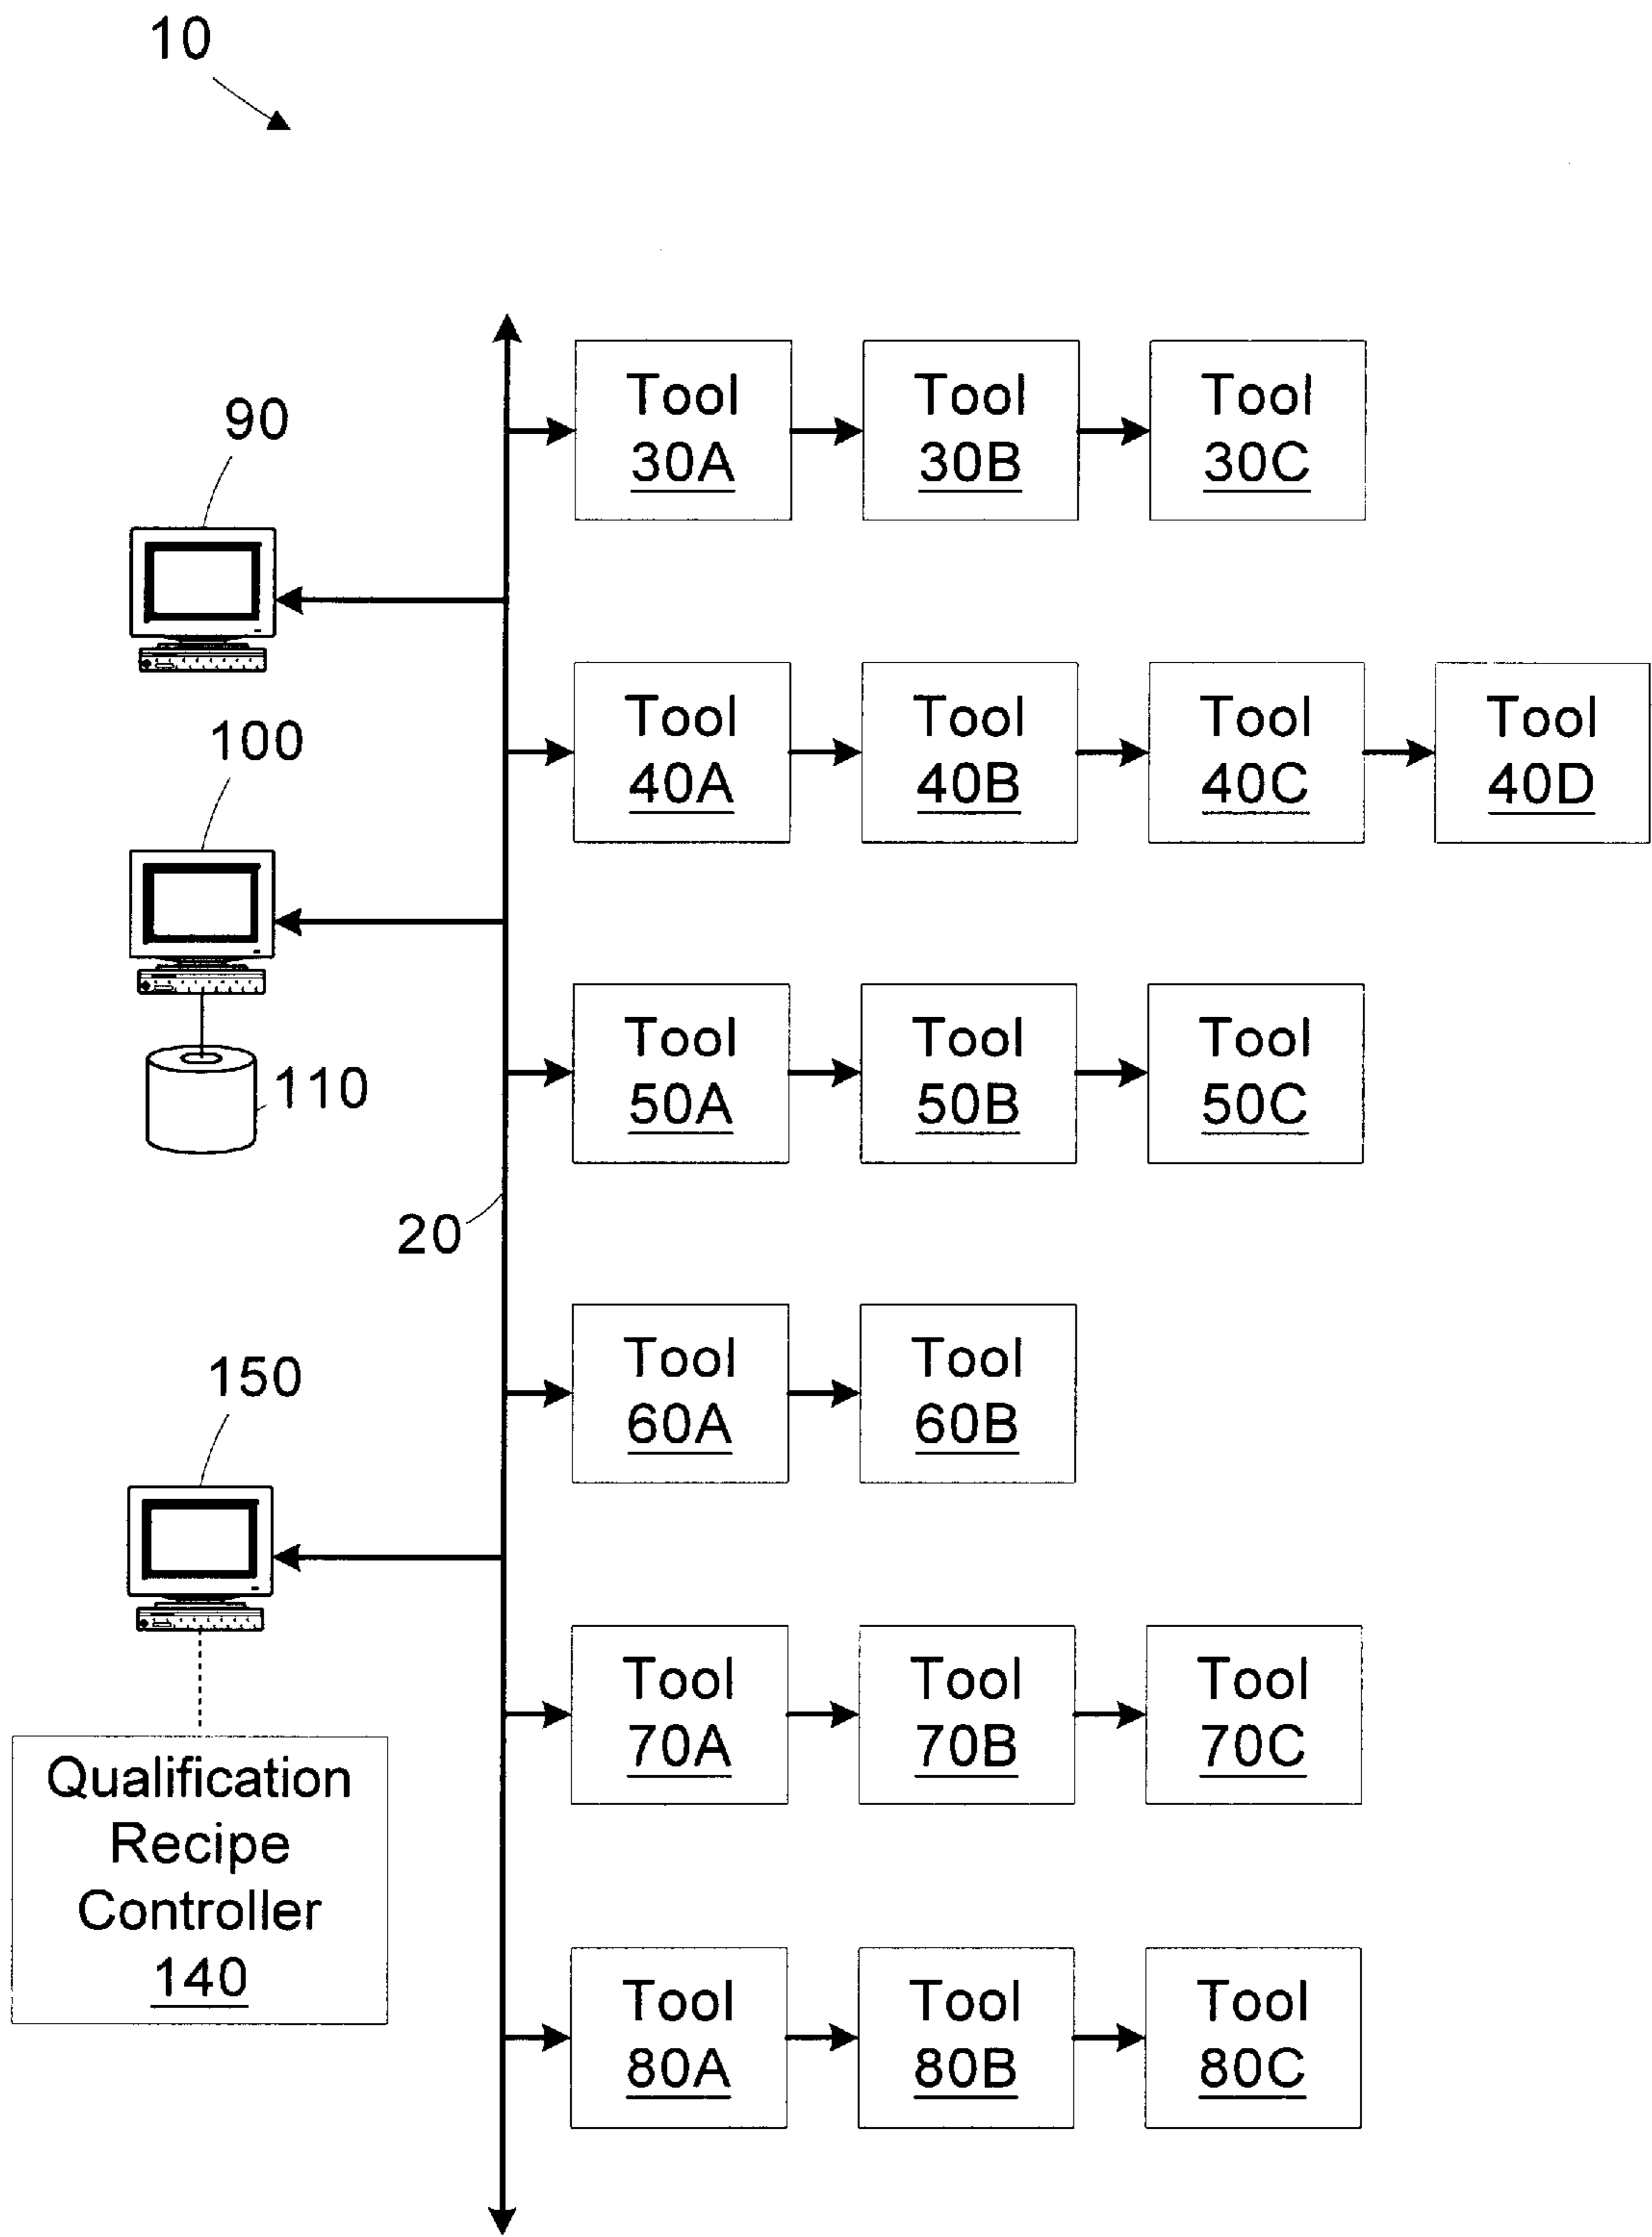 10
90
Tool
30A
Tool
30B
Tool
30C
100
Tool
40A
Tool
40B
Tool
40C
Tool
40D
110
Tool
50A
Tool
50B
Tool
50C
20
150
Tool
60A
Tool
60B
Tool
70A
Tool
70B
Tool
70C
Qualification
Recipe
Controller
140
Tool
80A
Tool
80B
Tool
80C